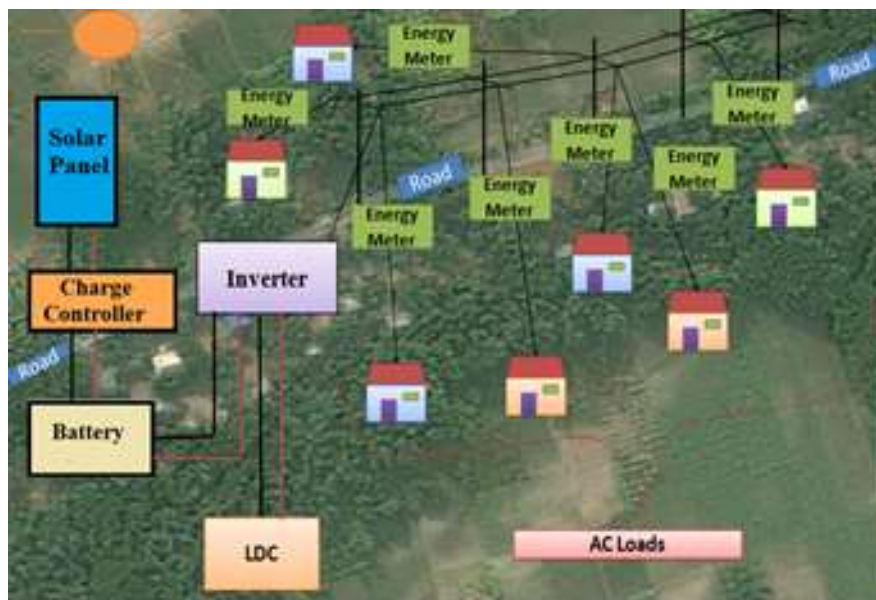 Energy
Meter
Road
Energy
Meter
Energy
Meter
Solar
Panel
Energy
Meter
Energy
Meter
Road
Energy
Meter
Energy
Meter
Inverter
Charge
Controller
Road
Battery
LDC
AC Loads